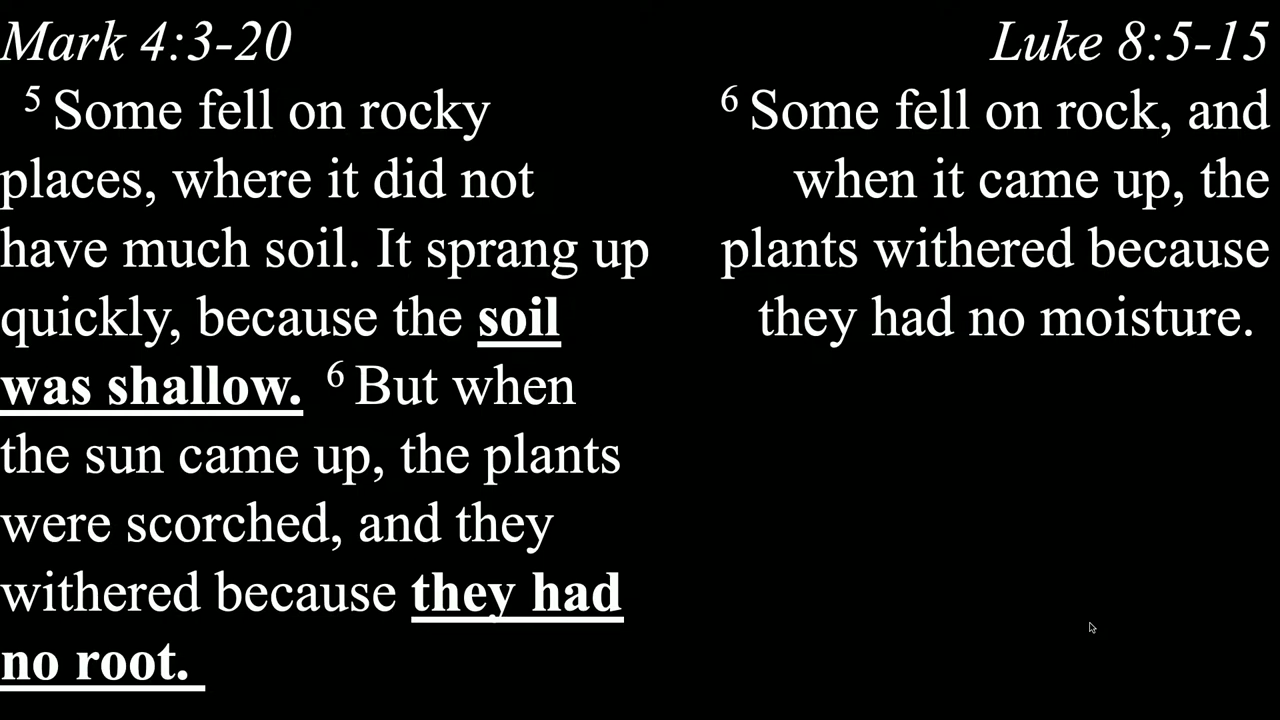 Mark 4:3-20
5 Some fell on rocky
places, where it did not
have much soil. It sprang up
quickly, because the soil
was shallow. 6 But when
the sun came up, the plants
were scorched, and they
withered because they had
no root.
Luke 8:5-15
6 Some fell on rock, and
when it came up, the
plants withered because
they had no moisture.